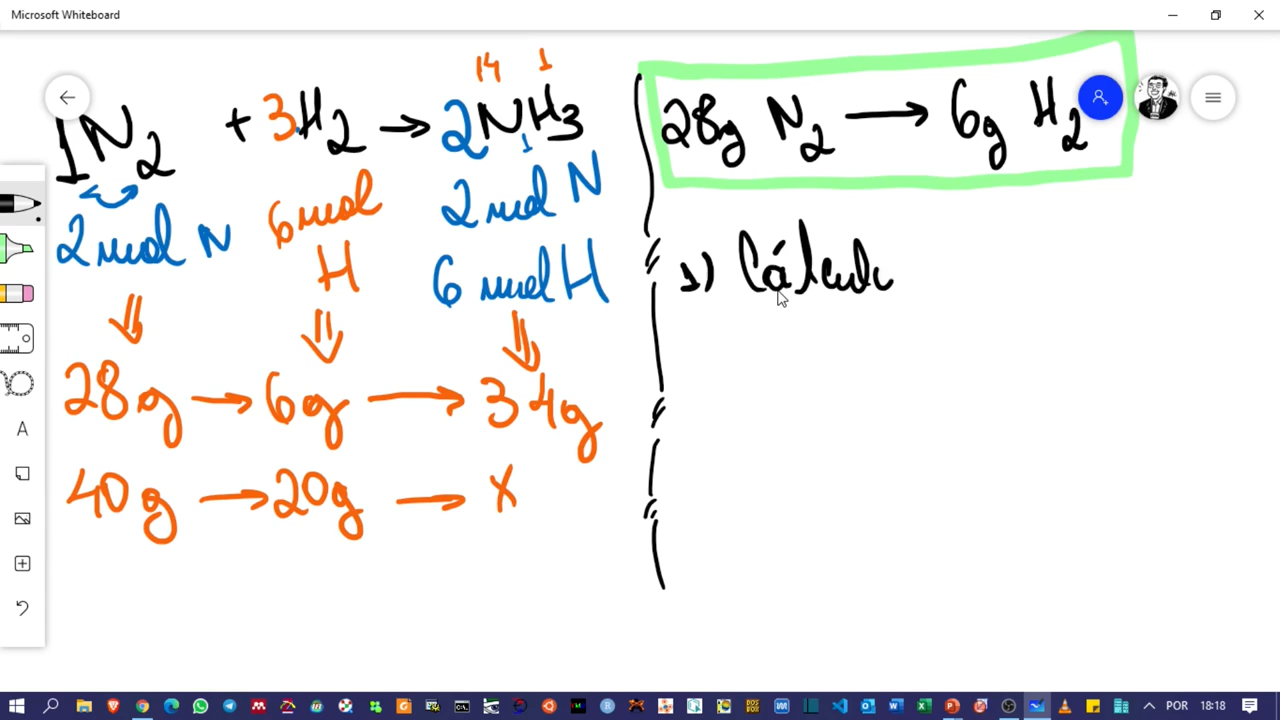 Microsoft Whiteboard
14 1
1N2 + 3H2 → 2NH3
1
2 mol N
6 mol H
2 mol N
6 mol H
28g → 6g → 34g
40g → 20g → X
28g N2 → 6g H2
1) Cálculo
A
POR 18:18